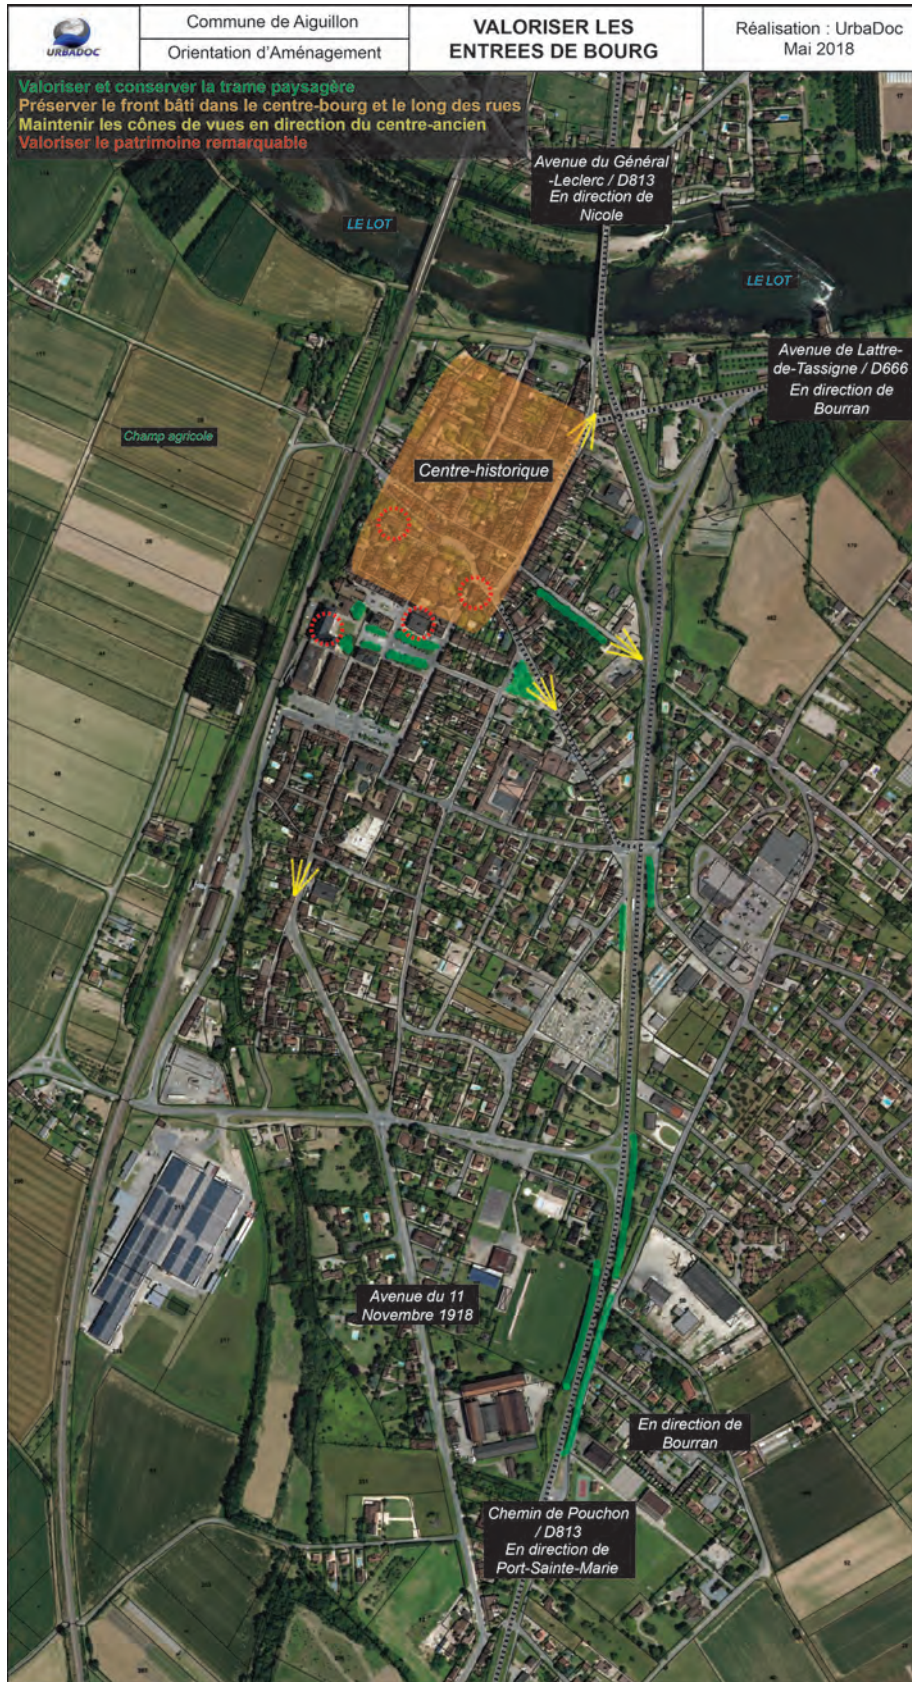 URBADOC
Commune de Aiguillon
Orientation d'Aménagement
VALORISER LES
ENTREES DE BOURG
Réalisation : UrbaDoc
Mai 2018
Valoriser et conserver la trame paysagère
Préserver le front bâti dans le centre-bourg et le long des rues
Maintenir les cônes de vues en direction du centre-ancien
Valoriser le patrimoine remarquable
Avenue du Général
-Leclerc / D813
En direction de
Nicole
LE LOT
LE LOT
Avenue de Lattre-
de-Tassigne / D666
En direction de
Bourran
Champ agricole
Centre-historique
Avenue du 11
Novembre 1918
En direction de
Bourran
Chemin de Pouchon
/ D813
En direction de
Port-Sainte-Marie